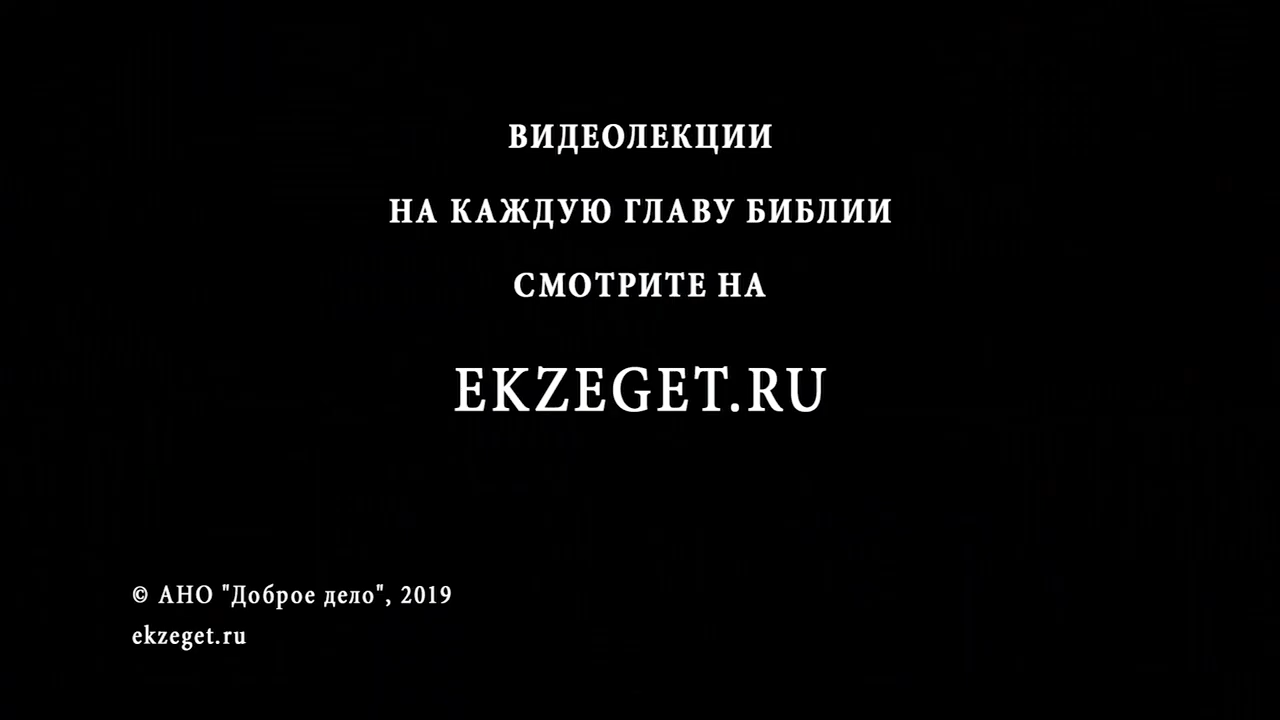 ВИДЕОЛЕКЦИИ
НА КАЖДУЮ ГЛАВУ БИБЛИИ
СМОТРИТЕ НА
EKZEGET.RU
© АНО "Доброе дело", 2019
ekzeget.ru